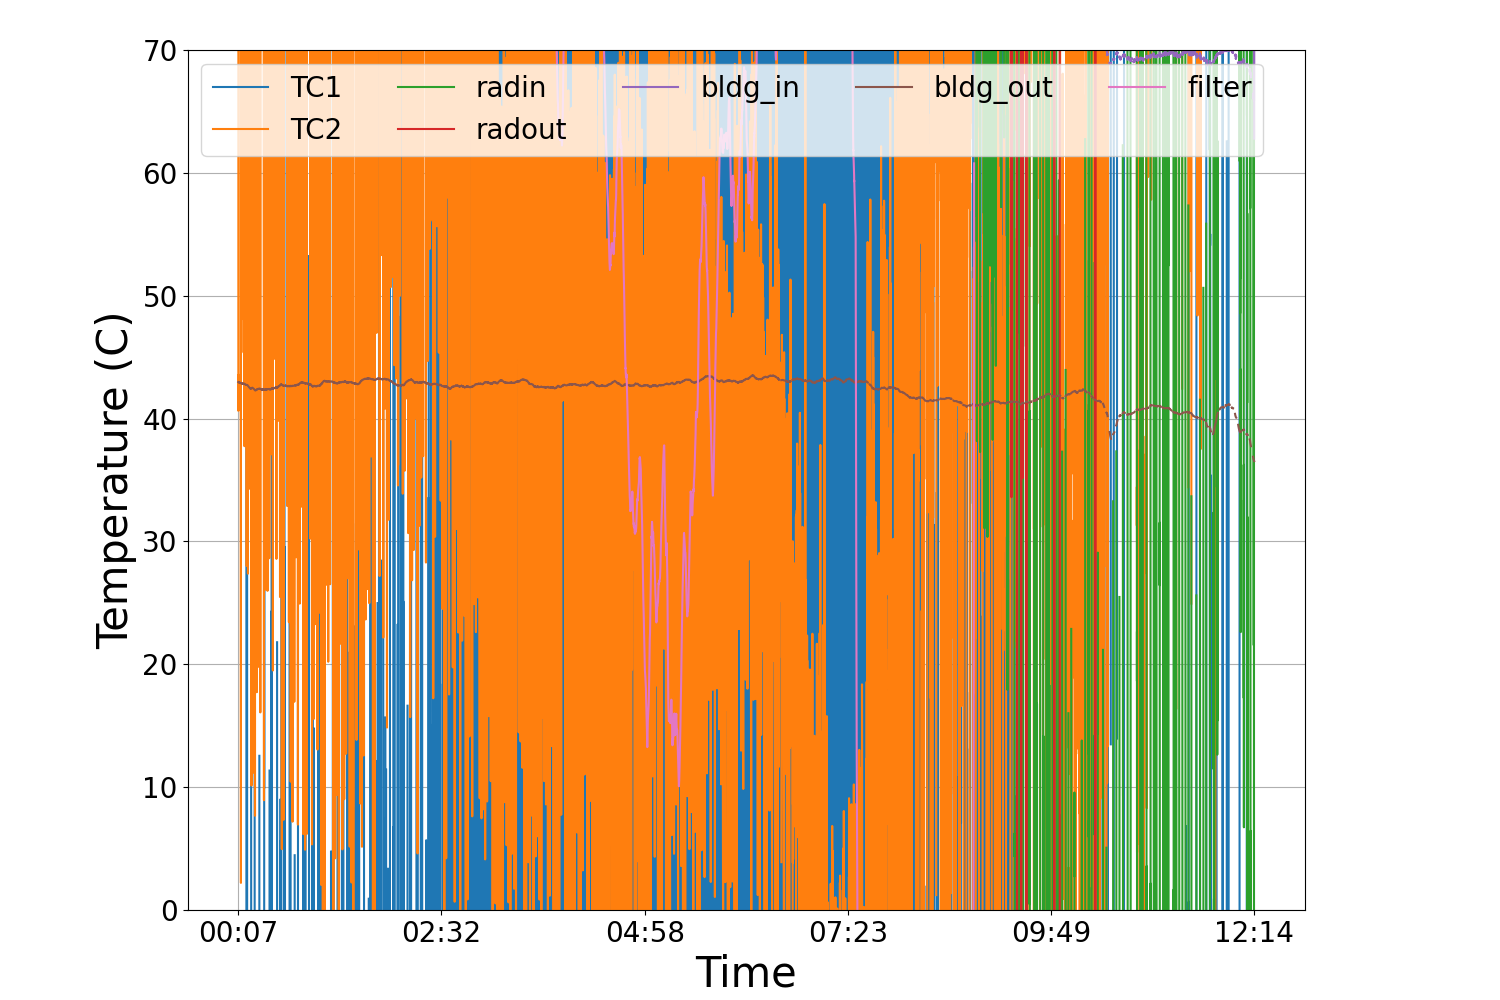 70
60
50
40
30
20
10
0
Temperature (C)
TC1
TC2
radin
radout
bldg_in
bldg_out
filter
00:07 02:32 04:58 07:23 09:49 12:14
Time